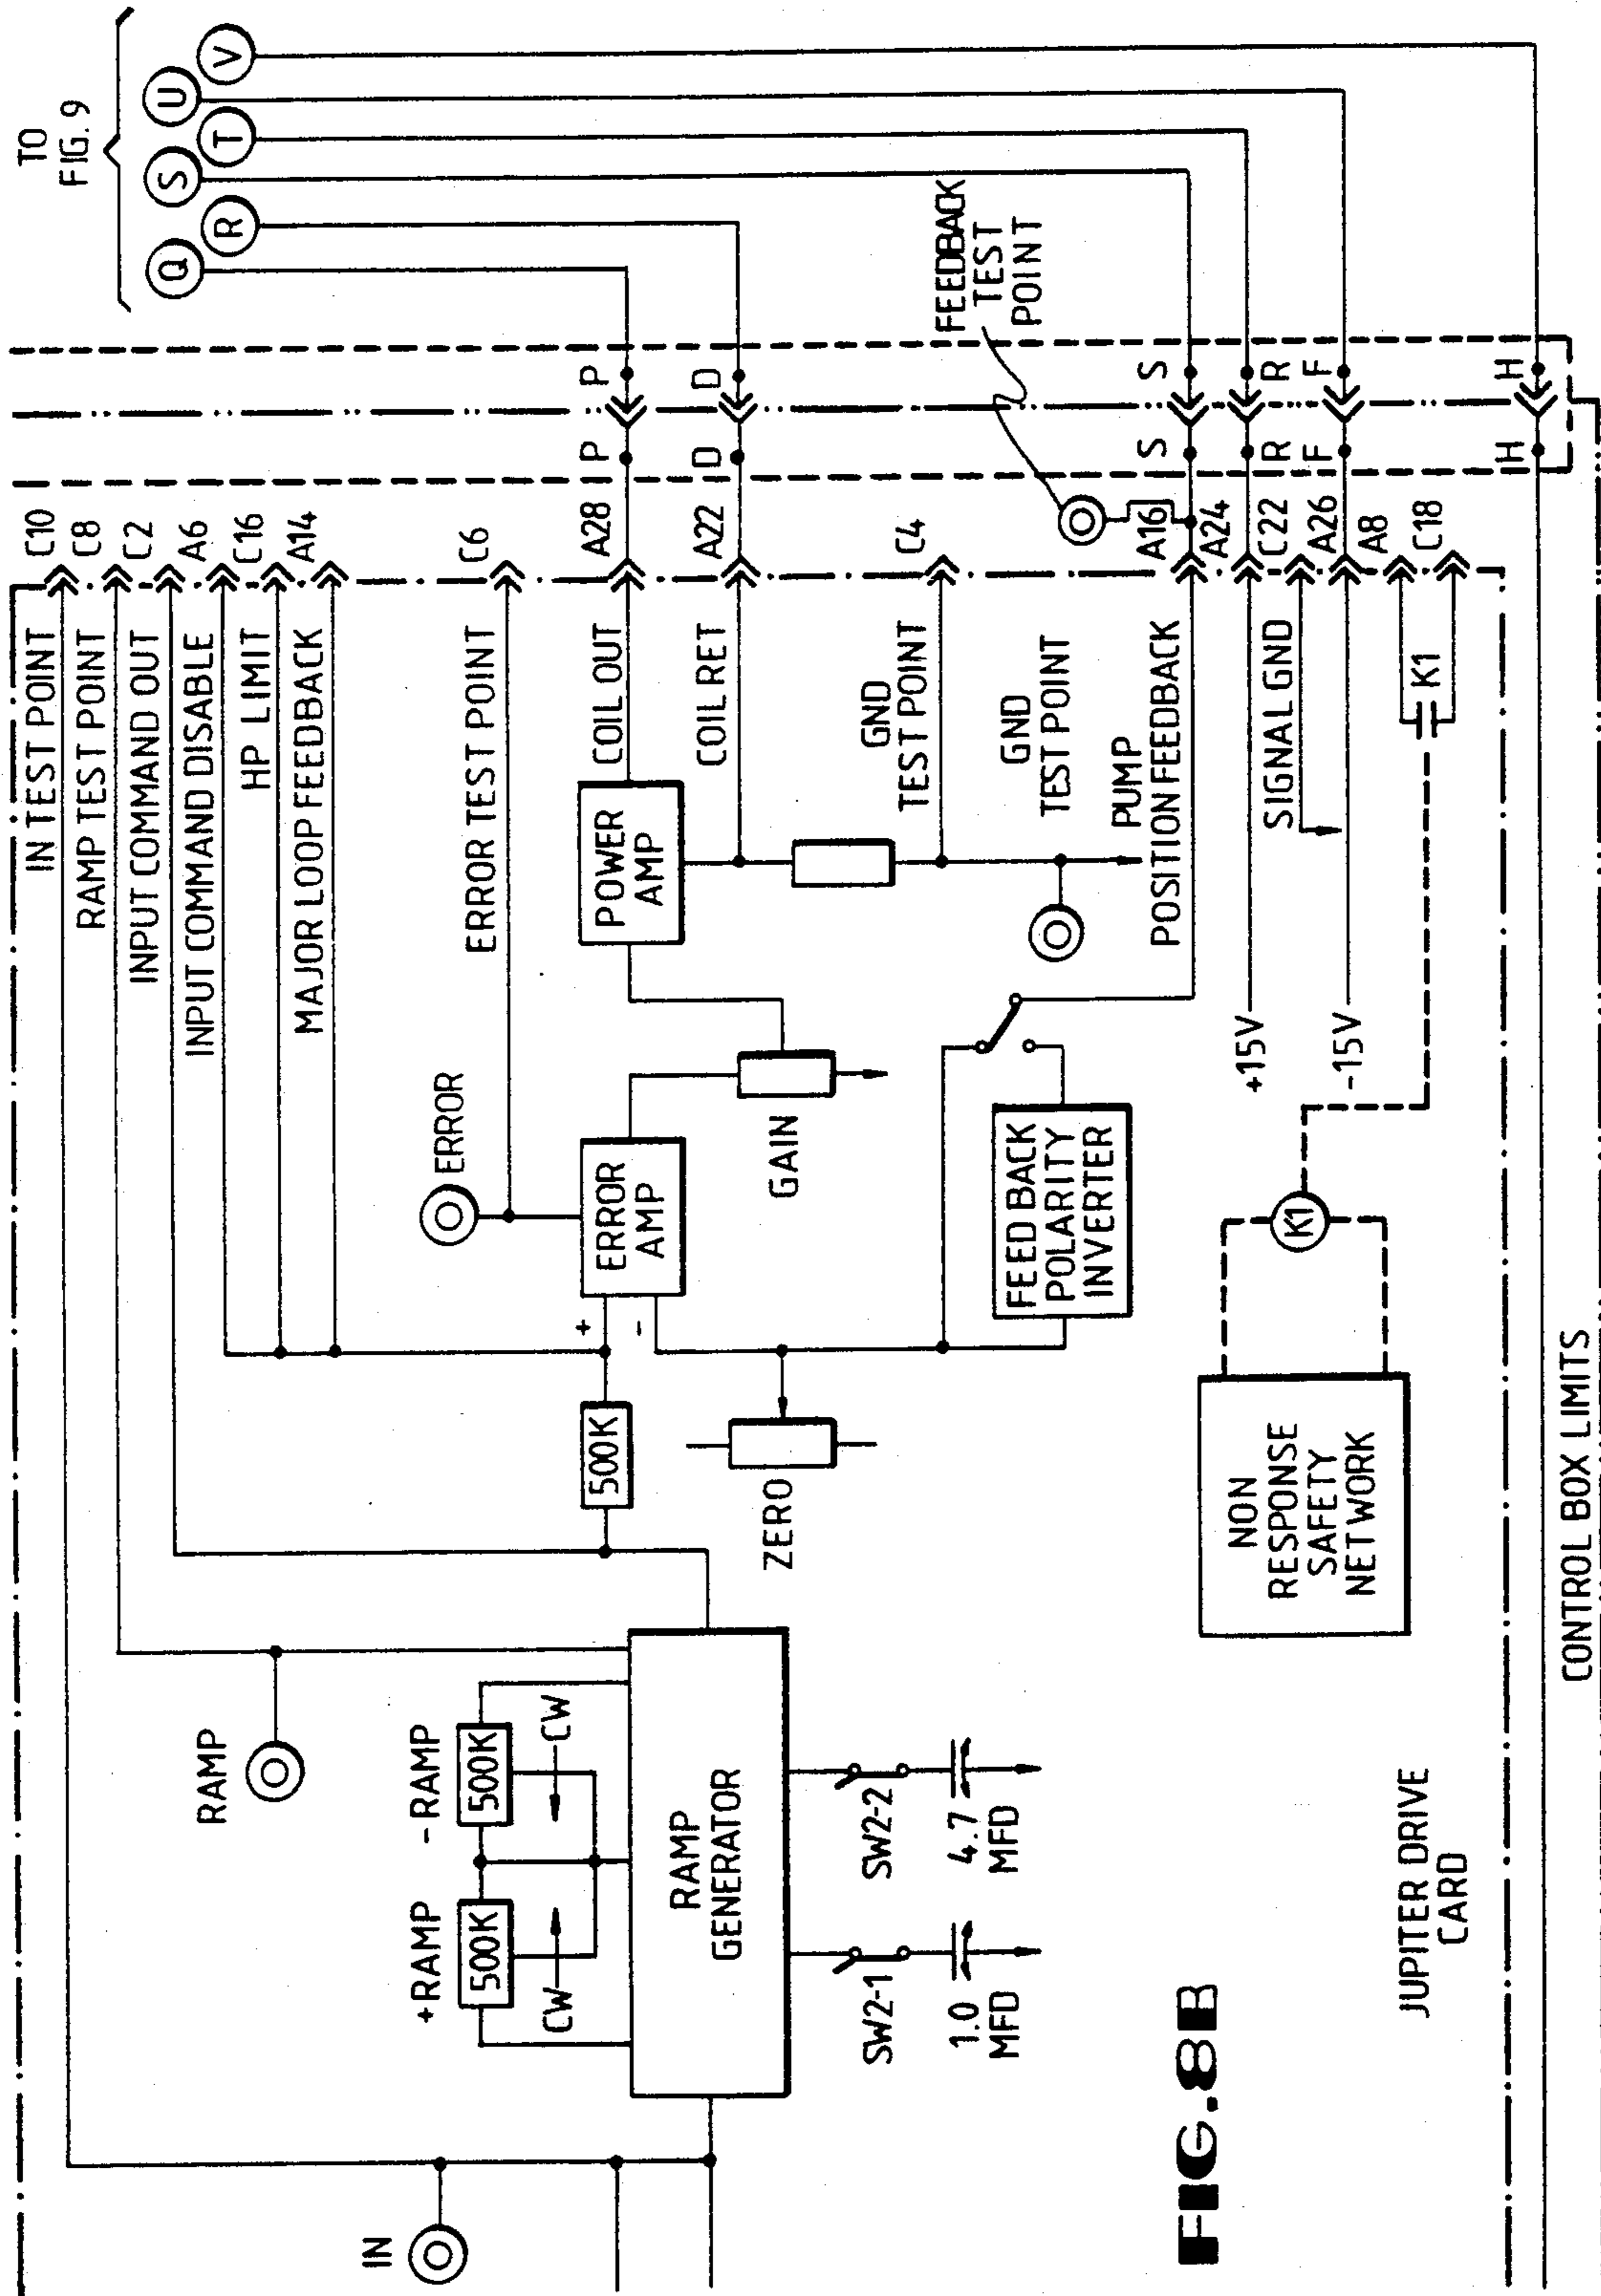 TO
FIG. 9
Q
R
S
T
U
V
IN TEST POINT
C10
RAMP TEST POINT
C8
INPUT COMMAND OUT
C2
INPUT COMMAND DISABLE
A6
HP LIMIT
C16
MAJOR LOOP FEEDBACK
A14
ERROR TEST POINT
C6
COIL OUT
A28
P
P
COIL RET
A22
D
D
GND
TEST POINT
C4
GND
TEST POINT
FEEDBACK
TEST
POINT
PUMP
POSITION FEEDBACK
A16
S
S
+15V
A24
R
R
SIGNAL GND
C22
-15V
A26
F
F
A8
K1
C18
H
H
IN
RAMP
+RAMP
500K
CW
-RAMP
500K
CW
RAMP
GENERATOR
SW2-1
1.0
MFD
SW2-2
4.7
MFD
500K
ZERO
+
-
ERROR
ERROR
AMP
GAIN
POWER
AMP
FEED BACK
POLARITY
INVERTER
NON
RESPONSE
SAFETY
NETWORK
K1
JUPITER DRIVE
CARD
CONTROL BOX LIMITS
FIG. 8B